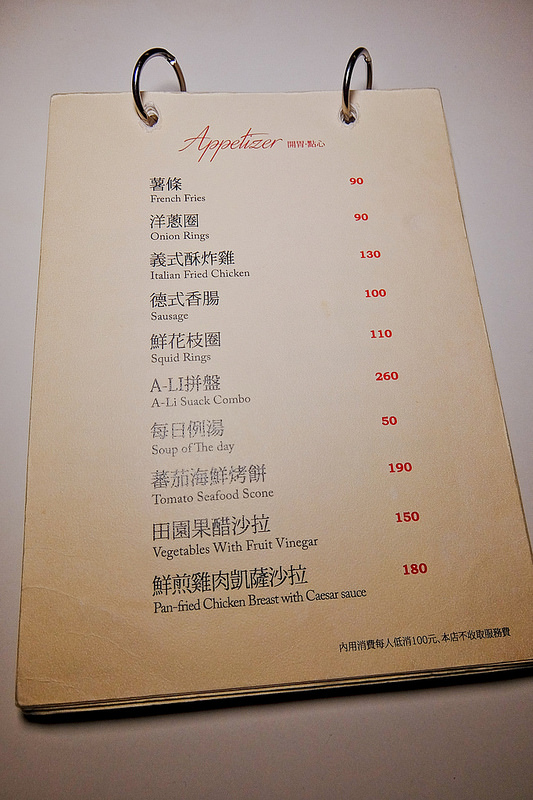 Appetizer 開胃·點心
薯條 90
French Fries
洋蔥圈 90
Onion Rings
義式酥炸雞 130
Italian Fried Chicken
德式香腸 100
Sausage
鮮花枝圈 110
Squid Rings
A-LI拼盤 260
A-Li Suack Combo
每日例湯 50
Soup of The day
蕃茄海鮮烤餅 190
Tomato Seafood Scone
田園果醋沙拉 150
Vegetables With Fruit Vinegar
鮮煎雞肉凱薩沙拉 180
Pan-fried Chicken Breast with Caesar sauce
內用消費每人低消100元、本店不收取服務費